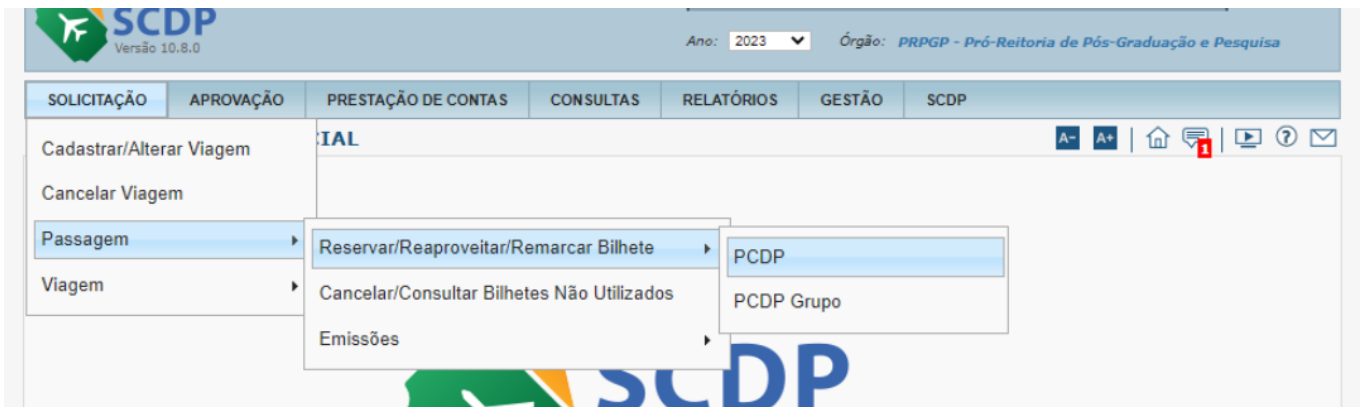 SCDP
Versão 10.8.0
Ano: 2023 Órgão: PRPGP - Pró-Reitoria de Pós-Graduação e Pesquisa
SOLICITAÇÃO APROVAÇÃO PRESTAÇÃO DE CONTAS CONSULTAS RELATÓRIOS GESTÃO SCDP
Cadastrar/Alterar Viagem
CIAL
A- A+ 1
Cancelar Viagem
Passagem
Reservar/Reaproveitar/Remarcar Bilhete
PCDP
Viagem
Cancelar/Consultar Bilhetes Não Utilizados
PCDP Grupo
Emissões
SCDP